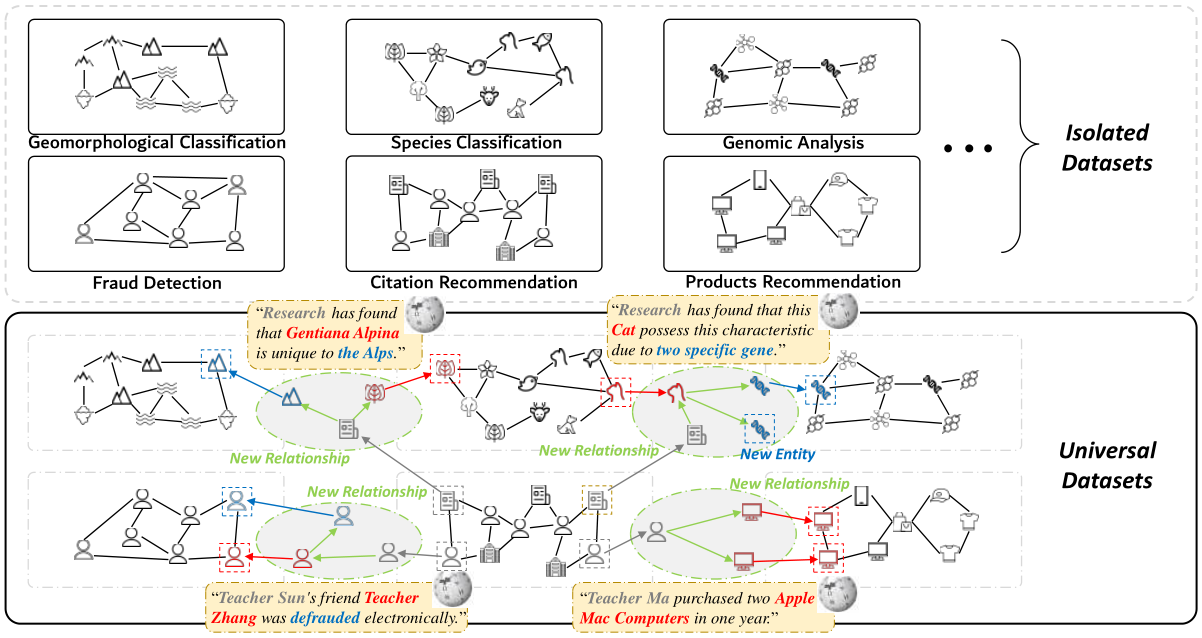 Geomorphological Classification
Species Classification
Genomic Analysis
• • •
Isolated
Datasets
Fraud Detection
Citation Recommendation
Products Recommendation
“Research has found
that Gentiana Alpina
is unique to the Alps.”
“Research has found that this
Cat possess this characteristic
due to two specific gene.”
New Relationship
New Relationship
New Entity
Universal
Datasets
New Relationship
New Relationship
“Teacher Sun's friend Teacher
Zhang was defrauded electronically.”
“Teacher Ma purchased two Apple
Mac Computers in one year.”